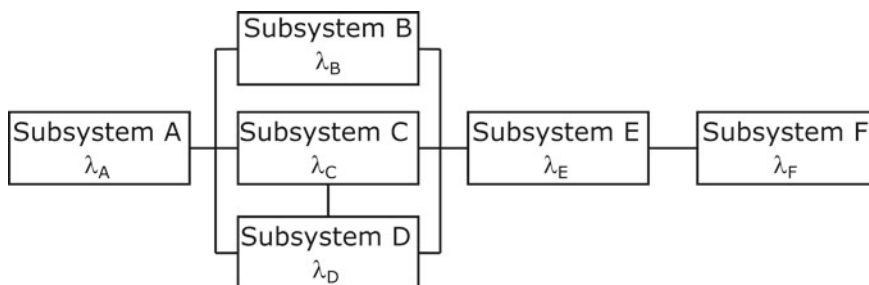 Subsystem B
λB
Subsystem A
λA
Subsystem C
λC
Subsystem E
λE
Subsystem F
λF
Subsystem D
λD